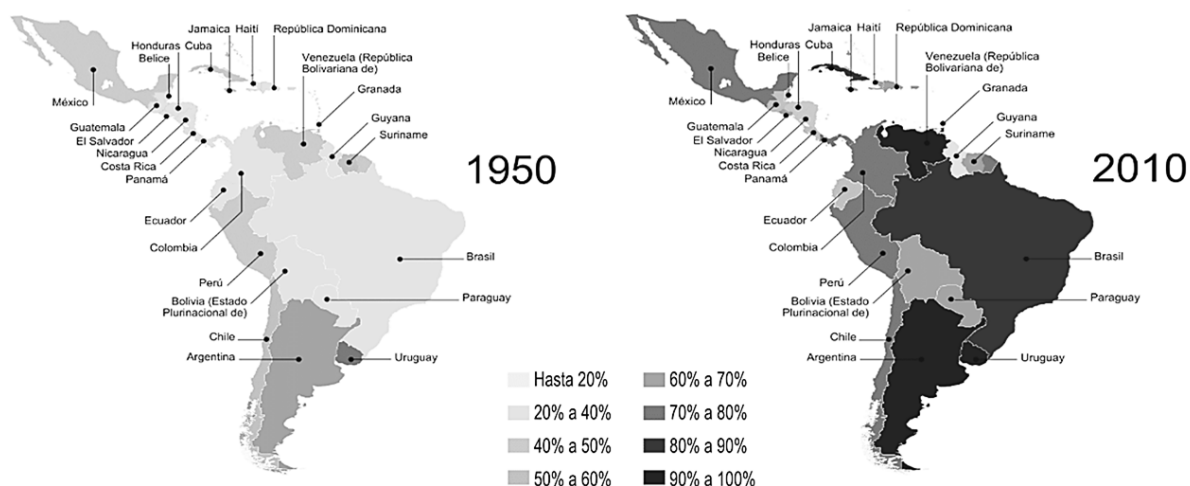 Jamaica Haití República Dominicana
Honduras Cuba
Belice
Venezuela (República
Bolivariana de)
México
Granada
Guatemala
Guyana
El Salvador
Suriname
Nicaragua
Costa Rica
Panamá
1950
Ecuador
Colombia
Brasil
Perú
Bolivia (Estado
Plurinacional de)
Paraguay
Chile
Argentina
Uruguay
Jamaica Haití República Dominicana
Honduras Cuba
Belice
Venezuela (República
Bolivariana de)
México
Granada
Guatemala
Guyana
El Salvador
Suriname
Nicaragua
Costa Rica
Panamá
2010
Ecuador
Colombia
Brasil
Perú
Bolivia (Estado
Plurinacional de)
Paraguay
Chile
Argentina
Uruguay
Hasta 20%
20% a 40%
40% a 50%
50% a 60%
60% a 70%
70% a 80%
80% a 90%
90% a 100%